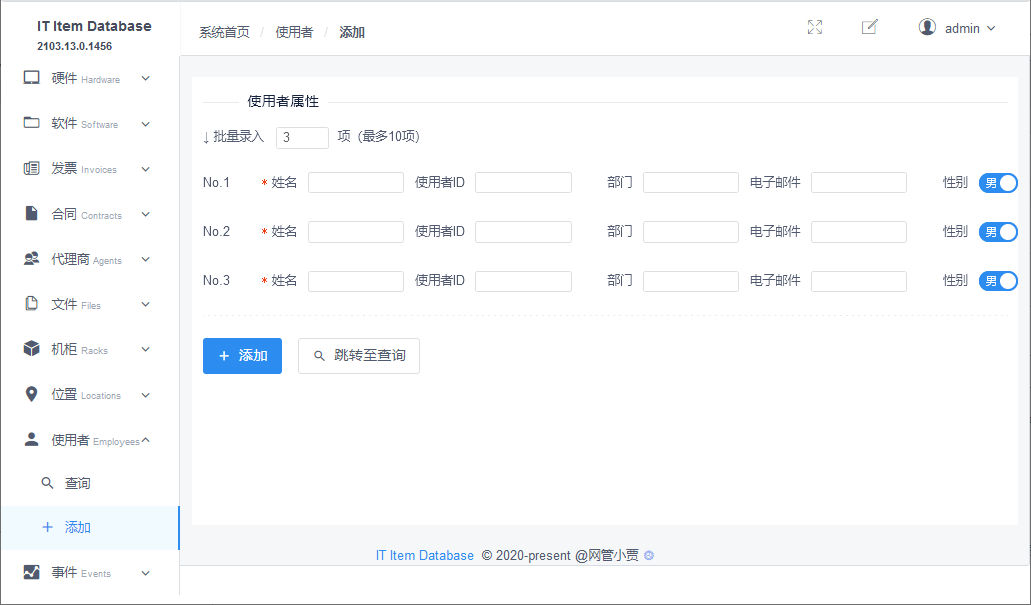 IT Item Database
2103.13.0.1456
系统首页 / 使用者 / 添加
admin
硬件 Hardware
软件 Software
发票 Invoices
合同 Contracts
代理商 Agents
文件 Files
机柜 Racks
位置 Locations
使用者 Employees
查询
添加
事件 Events
使用者属性
↓批量录入 3 项（最多10项）
No.1 * 姓名 使用者ID 部门 电子邮件 性别 男
No.2 * 姓名 使用者ID 部门 电子邮件 性别 男
No.3 * 姓名 使用者ID 部门 电子邮件 性别 男
+ 添加 跳转至查询
IT Item Database © 2020-present @网管小贾